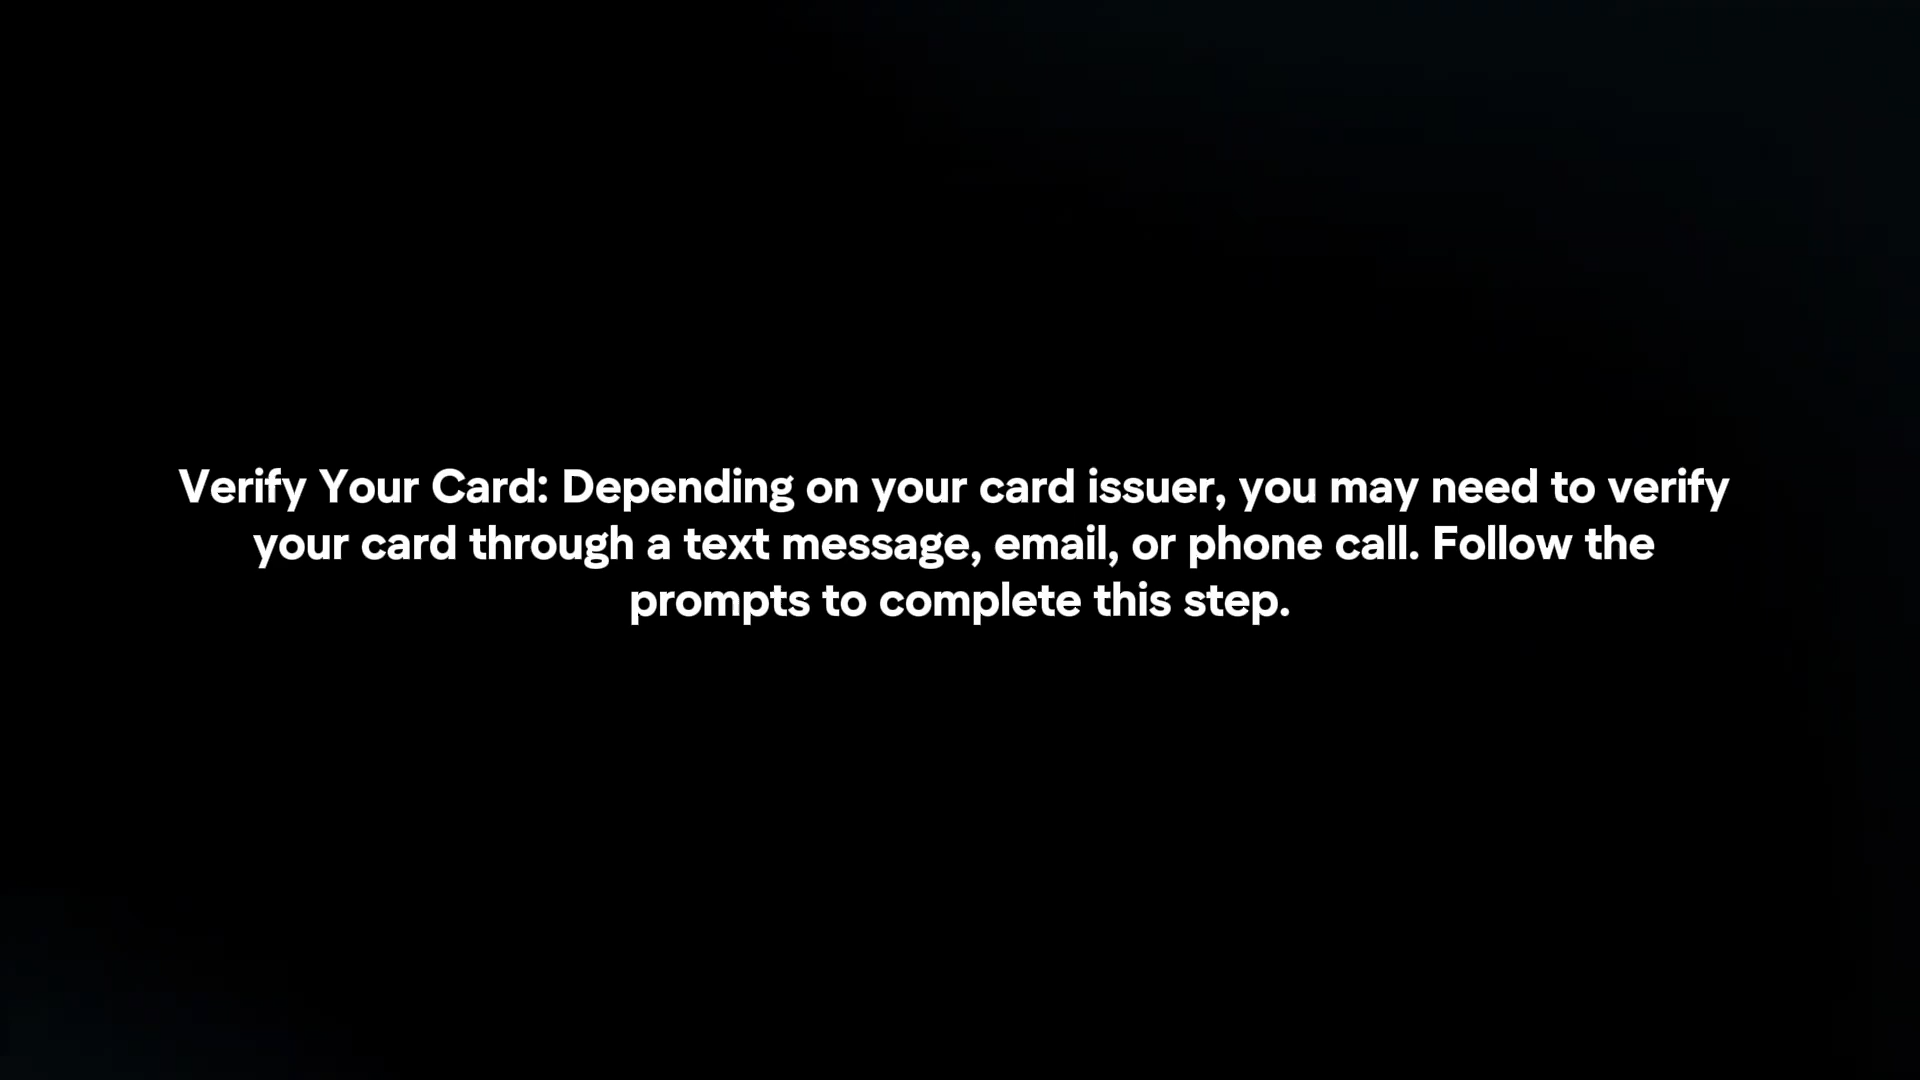 Verify Your Card: Depending on your card issuer, you may need to verify
your card through a text message, email, or phone call. Follow the
prompts to complete this step.